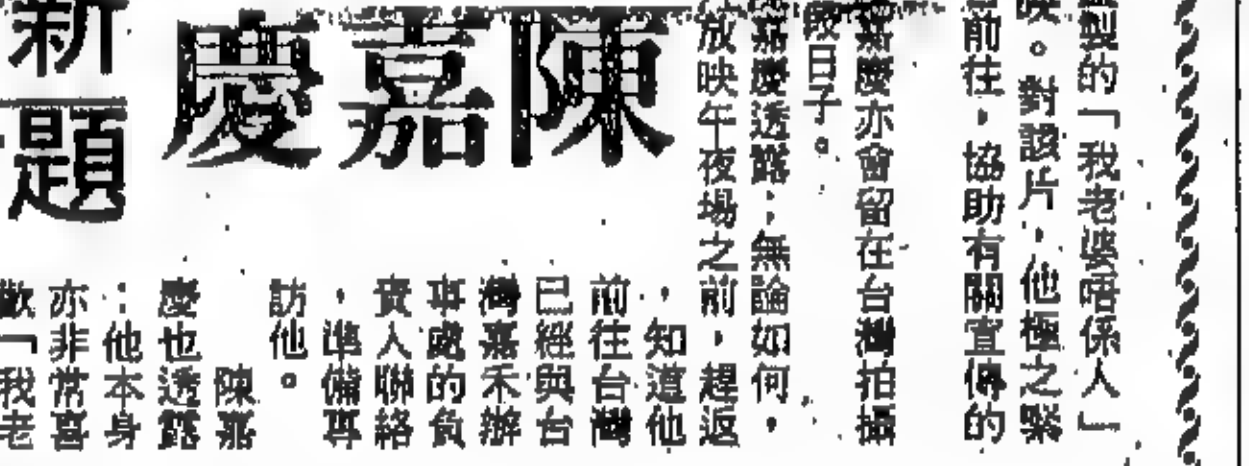 製的「我老婆唔係人」
映。對該片，他極之緊
前往，協助有關宣傳的
嘉慶亦會留在台灣拍攝
段日子。
嘉慶透露，無論如何，
放映午夜場之前，趕返
陳嘉慶
新
題
，知道他
前往台灣
已經與台
灣嘉禾辦
事處的負
責人聯絡
，準備專
訪他。
陳嘉
慶也透露
：他本身
亦非常喜
歡「我老